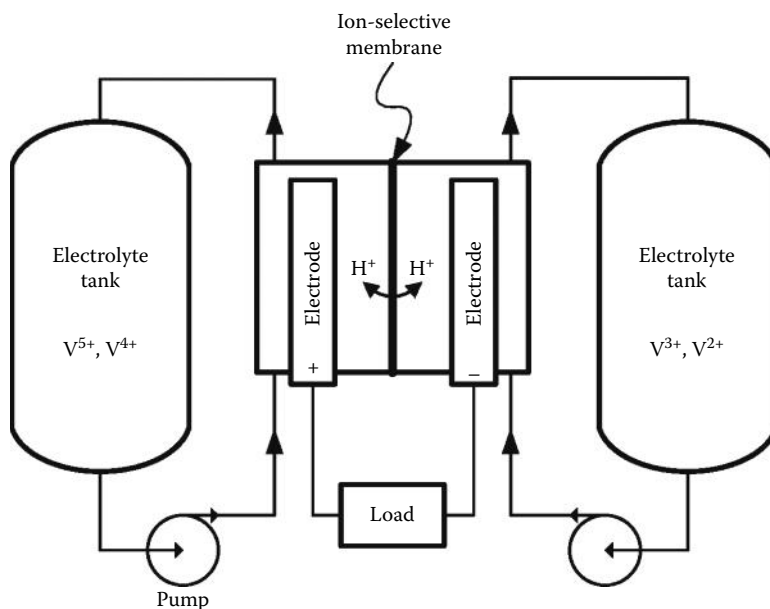 Ion-selective
membrane
Electrolyte
tank
V⁵⁺, V⁴⁺
Electrode
+
H⁺
H⁺
Electrode
–
Electrolyte
tank
V³⁺, V²⁺
Load
Pump